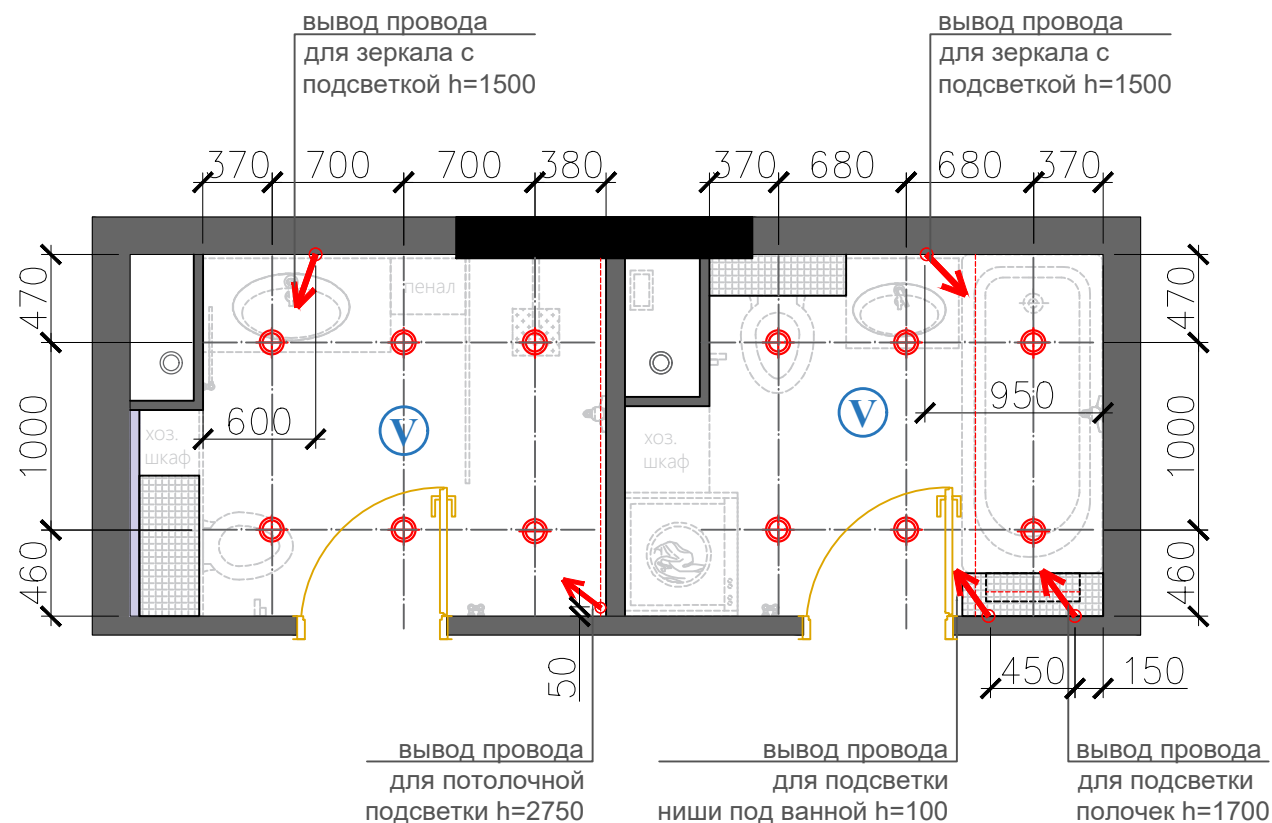 вывод провода
для зеркала с
подсветкой h=1500
вывод провода
для зеркала с
подсветкой h=1500
370 700 700 380
370 680 680 370
470
1000
460
470
1000
460
пенал
хоз.
шкаф
600
V
хоз.
шкаф
V
950
50
450 150
вывод провода
для потолочной
подсветки h=2750
вывод провода
для подсветки
ниши под ванной h=100
вывод провода
для подсветки
полочек h=1700